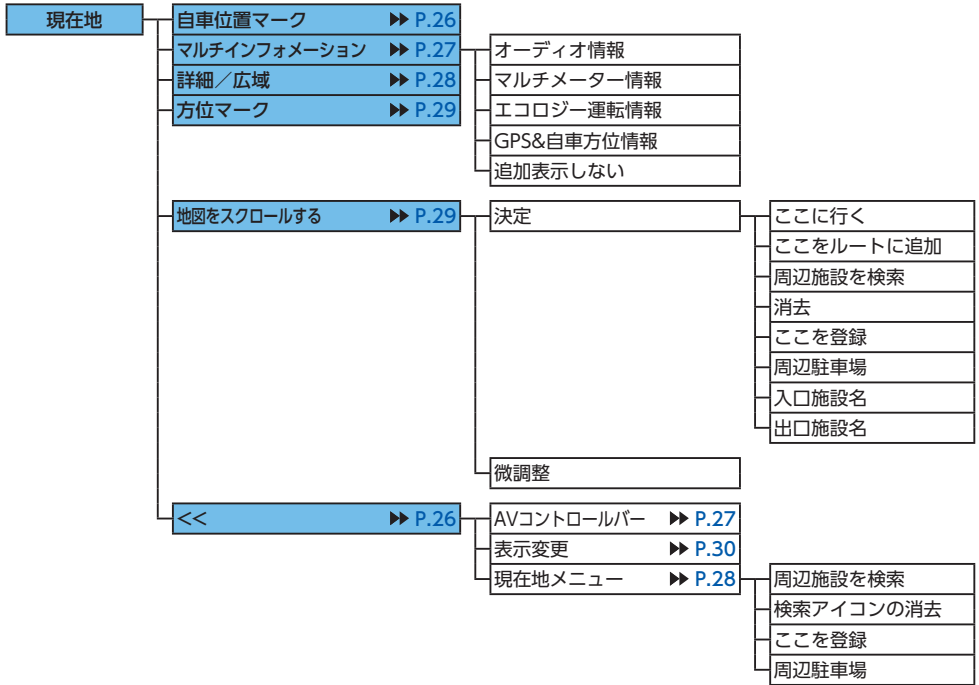 現在地
自車位置マーク ▶▶ P.26
マルチインフォメーション ▶▶ P.27
詳細／広域 ▶▶ P.28
方位マーク ▶▶ P.29
オーディオ情報
マルチメーター情報
エコロジー運転情報
GPS&自車方位情報
追加表示しない
地図をスクロールする ▶▶ P.29
決定
ここに行く
ここをルートに追加
周辺施設を検索
消去
ここを登録
周辺駐車場
入口施設名
出口施設名
微調整
<< ▶▶ P.26
AVコントロールバー ▶▶ P.27
表示変更 ▶▶ P.30
現在地メニュー ▶▶ P.28
周辺施設を検索
検索アイコンの消去
ここを登録
周辺駐車場